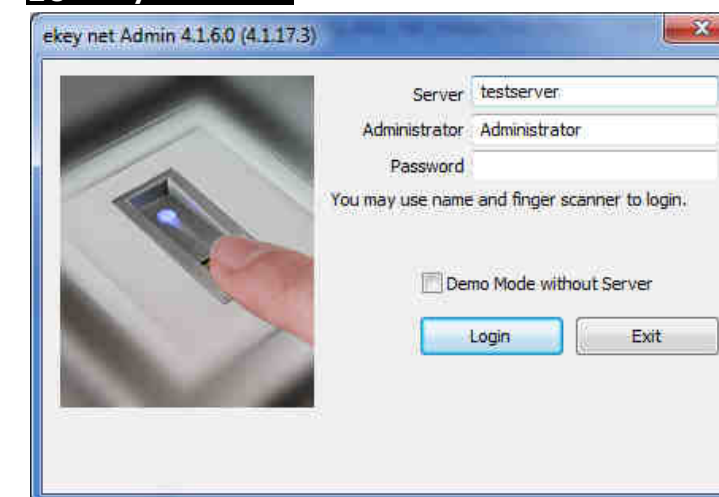 ekey net Admin 4.1.6.0 (4.1.17.3)
Server testserver
Administrator Administrator
Password
You may use name and finger scanner to login.
Demo Mode without Server
Login Exit